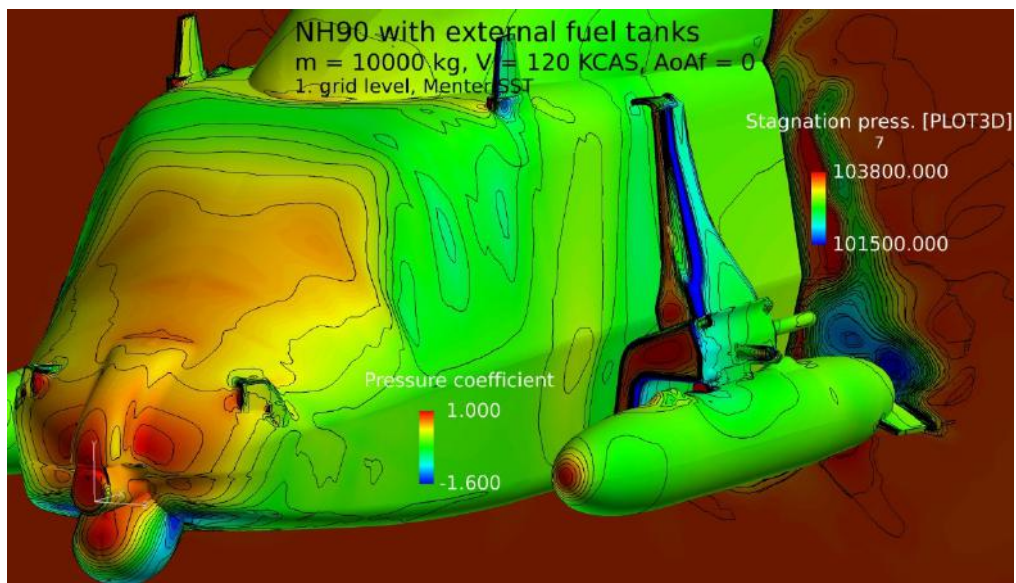 NH90 with external fuel tanks
m = 10000 kg, V = 120 KCAS, AoAf = 0
1. grid level, Menter SST
Stagnation press. [PLOT3D]
7
103800.000
101500.000
Pressure coefficient
1.000
-1.600